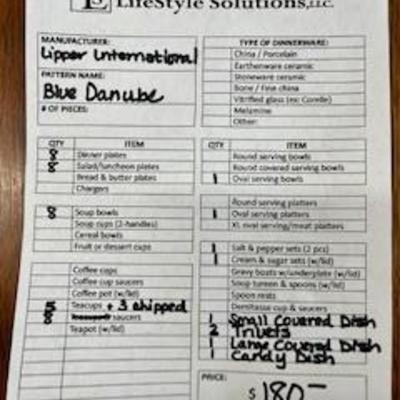 LifeStyle Solutions, LLC.
MANUFACTURER:
Lipper International
PATTERN NAME:
Blue Danube
# OF PIECES:
TYPE OF DINNERWARE:
China / Porcelain
Earthenware ceramic
Stoneware ceramic
Bone / Fine china
Vitrified glass (ex: Corelle)
Melamine
Other:
QTY ITEM
8 Dinner plates
8 Salad/luncheon plates
Bread & butter plates
Chargers
8 Soup bowls
Soup cups (2-handles)
Cereal bowls
Fruit or dessert cups
Coffee cups
Coffee cup saucers
Coffee pot (w/lid)
5 Teacups + 3 chipped
8 saucers
Teapot (w/lid)
QTY ITEM
Round serving bowls
Round covered serving bowls
1 Oval serving bowls
Round serving platters
1 Oval serving platters
XL oval serving/meat platters
1 Salt & pepper sets (2 pcs)
1 Cream & sugar sets (w/lid)
Gravy boats w/underplate (w/lid)
Soup tureen & spoons (w/lid)
Spoon rests
Demitasse cup & saucers
1 Small Covered Dish
2 Trivets
1 Large Covered Dish
1 Candy Dish
PRICE:
$ 180-